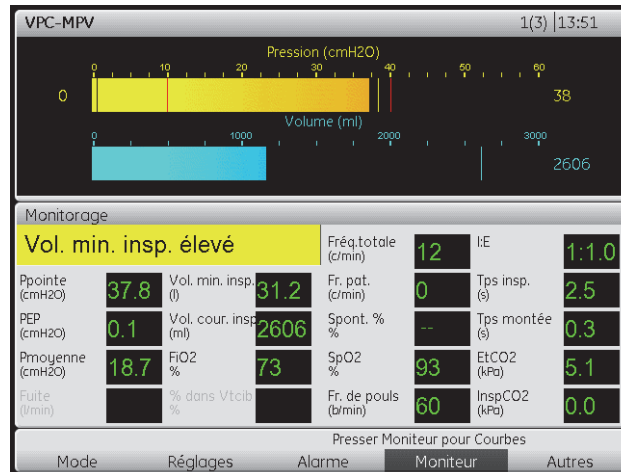 VPC-MPV 1(3) 13:51
Pression (cmH2O)
0 10 20 30 40 50 60
0 38
Volume (ml)
0 1000 2000 3000
2606
Monitorage
Vol. min. insp. élevé
Fréq.totale (c/min) 12 I:E 1:1.0
Ppointe (cmH2O) 37.8 Vol. min. insp. (l) 31.2 Fr. pat. (c/min) 0 Tps insp. (s) 2.5
PEP (cmH2O) 0.1 Vol. cour. insp (ml) 2606 Spont. % % -- Tps montée (s) 0.3
Pmoyenne (cmH2O) 18.7 FiO2 % 73 SpO2 % 93 EtCO2 (kPa) 5.1
Fuite (l/min) % dans Vtcib % Fr. de pouls (b/min) 60 InspCO2 (kPa) 0.0
Presser Moniteur pour Courbes
Mode Réglages Alarme Moniteur Autres